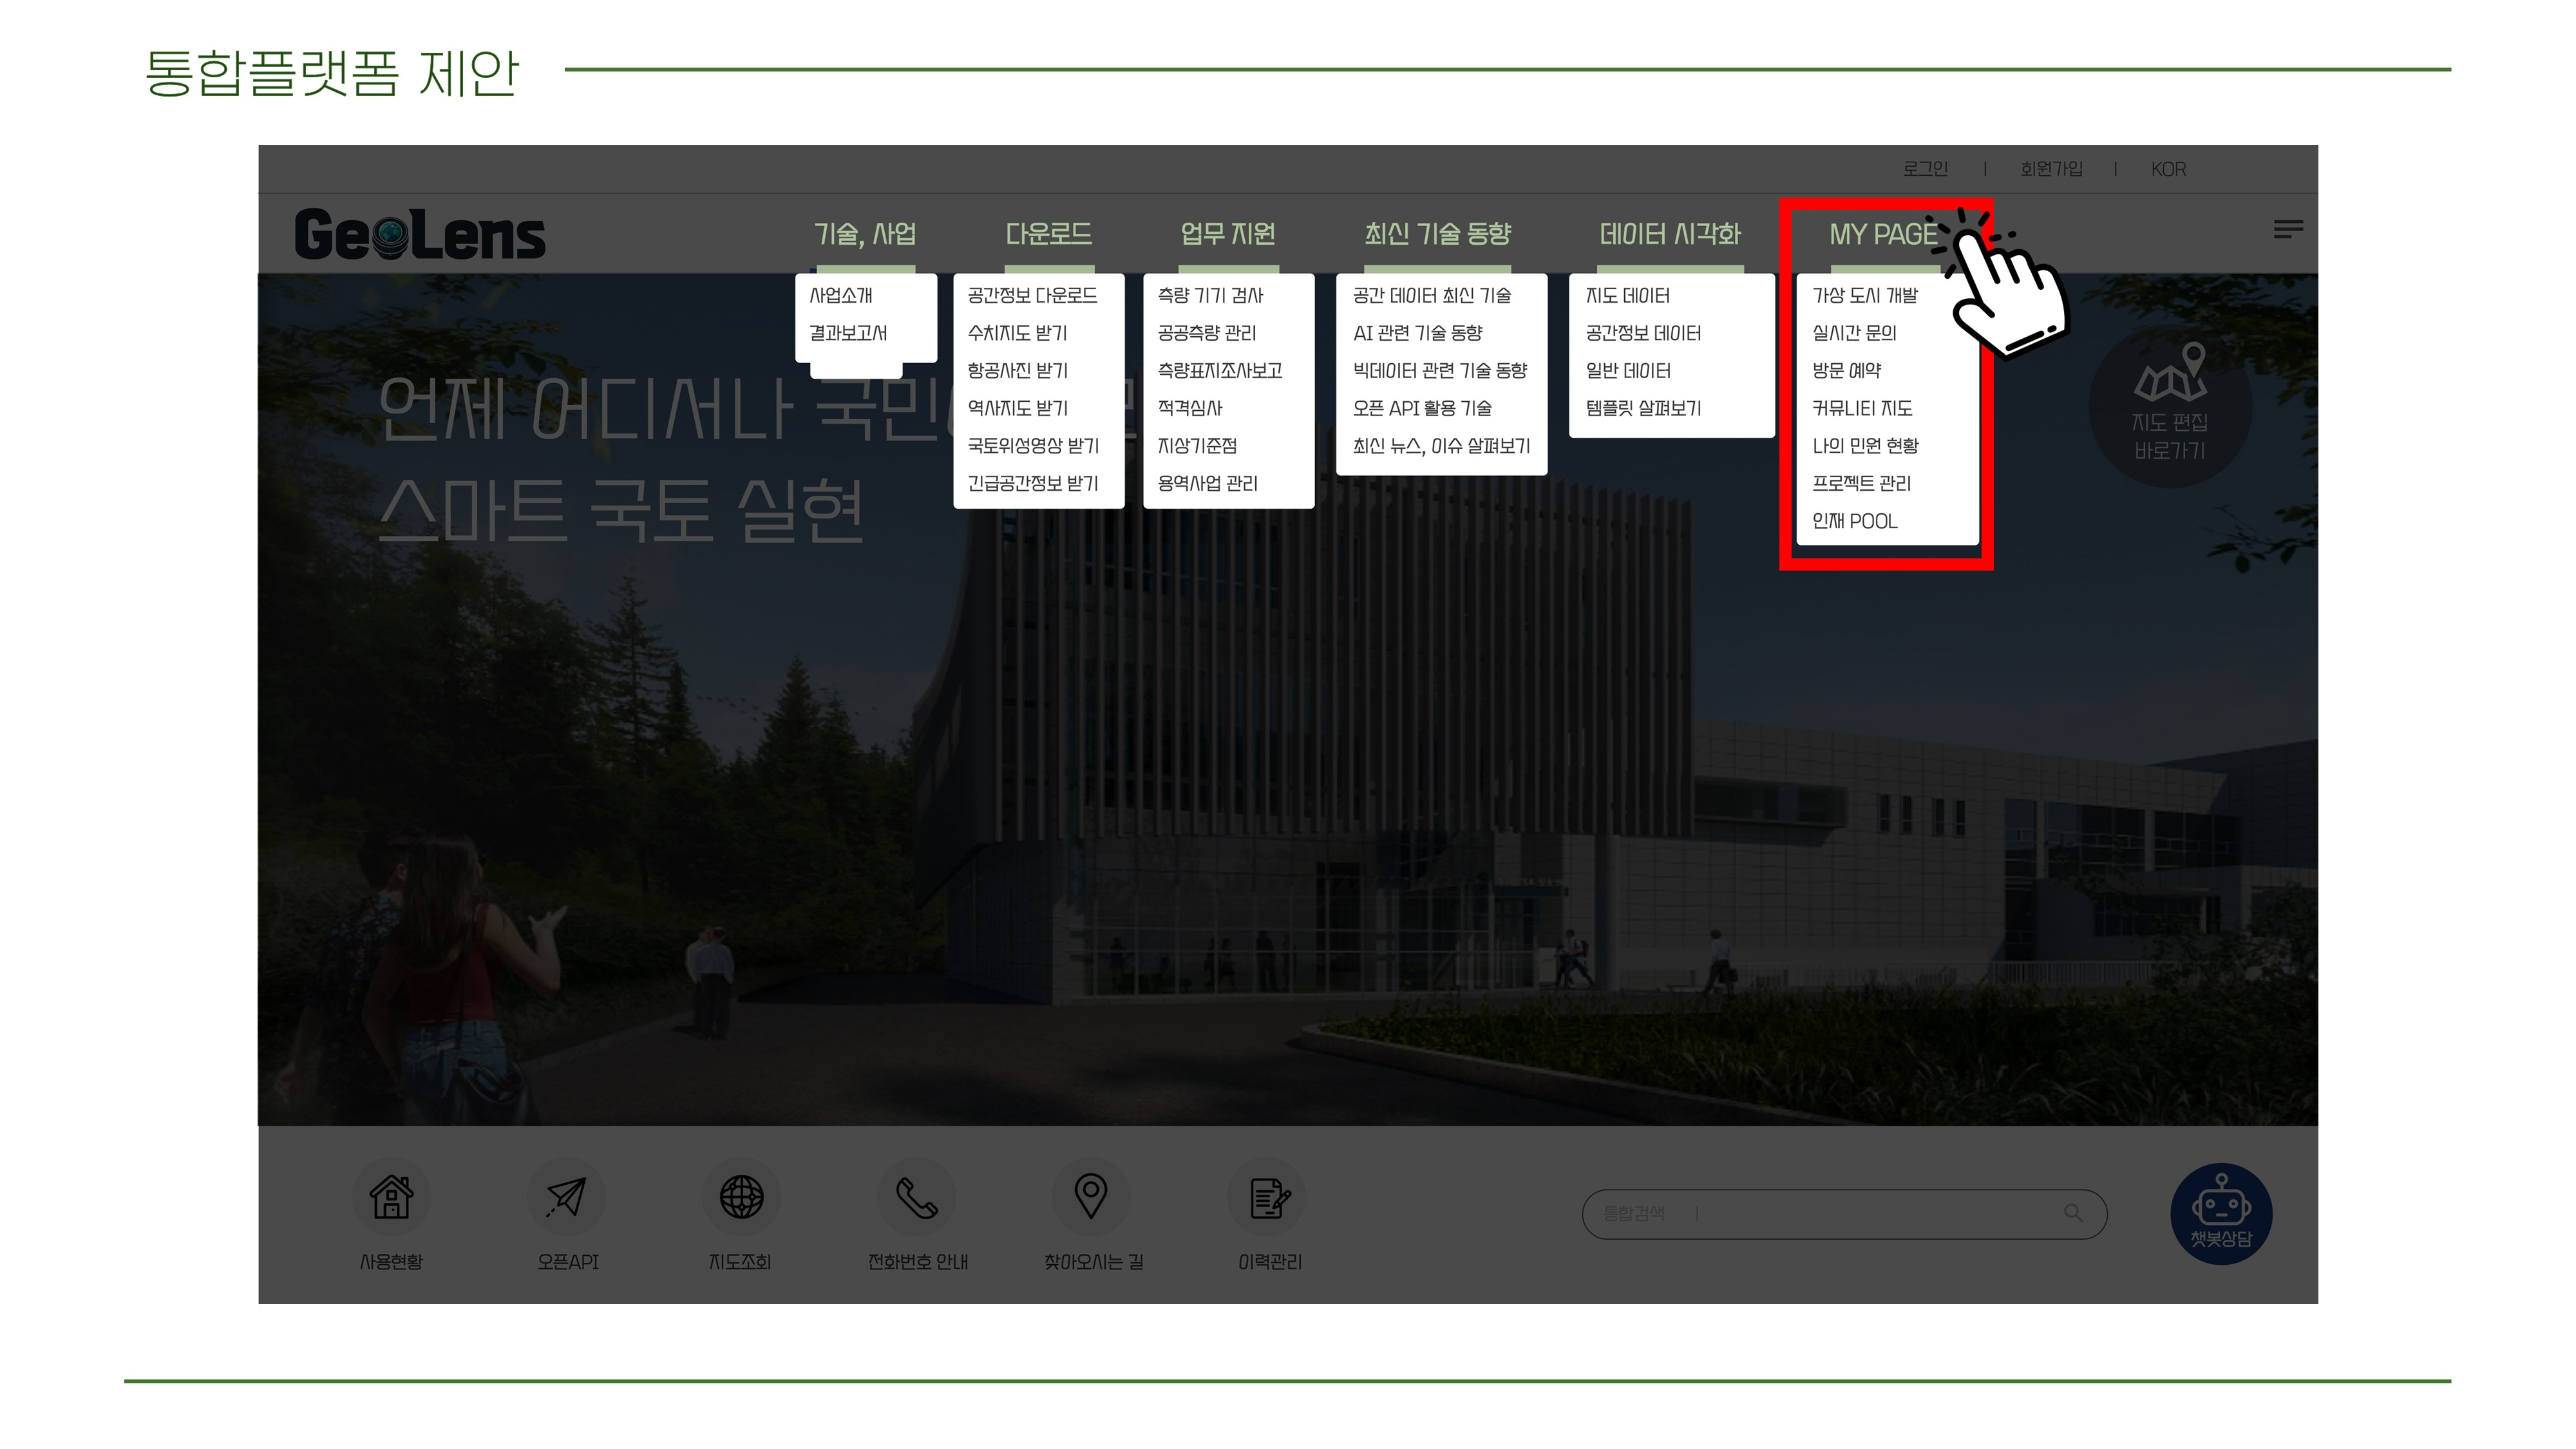 통합플랫폼 제안
로그인 | 회원가입 | KOR
GeoLens
기술, 사업
다운로드
업무 지원
최신 기술 동향
데이터 시각화
MY PAGE
사업소개
결과보고서
공간정보 다운로드
수치지도 받기
항공사진 받기
역사지도 받기
국토위성영상 받기
긴급공간정보 받기
측량 기기 검사
공공측량 관리
측량표지조사보고
적격심사
지상기준점
용역사업 관리
공간 데이터 최신 기술
AI 관련 기술 동향
빅데이터 관련 기술 동향
오픈 API 활용 기술
최신 뉴스, 이슈 살펴보기
지도 데이터
공간정보 데이터
일반 데이터
템플릿 살펴보기
가상 도시 개발
실시간 문의
방문 예약
커뮤니티 지도
나의 민원 현황
프로젝트 관리
인재 POOL
언제 어디서나 국민
스마트 국토 실현
지도 편집
바로가기
사용현황
오픈API
지도조회
전화번호 안내
찾아오시는 길
이력관리
통합검색 |
챗봇상담